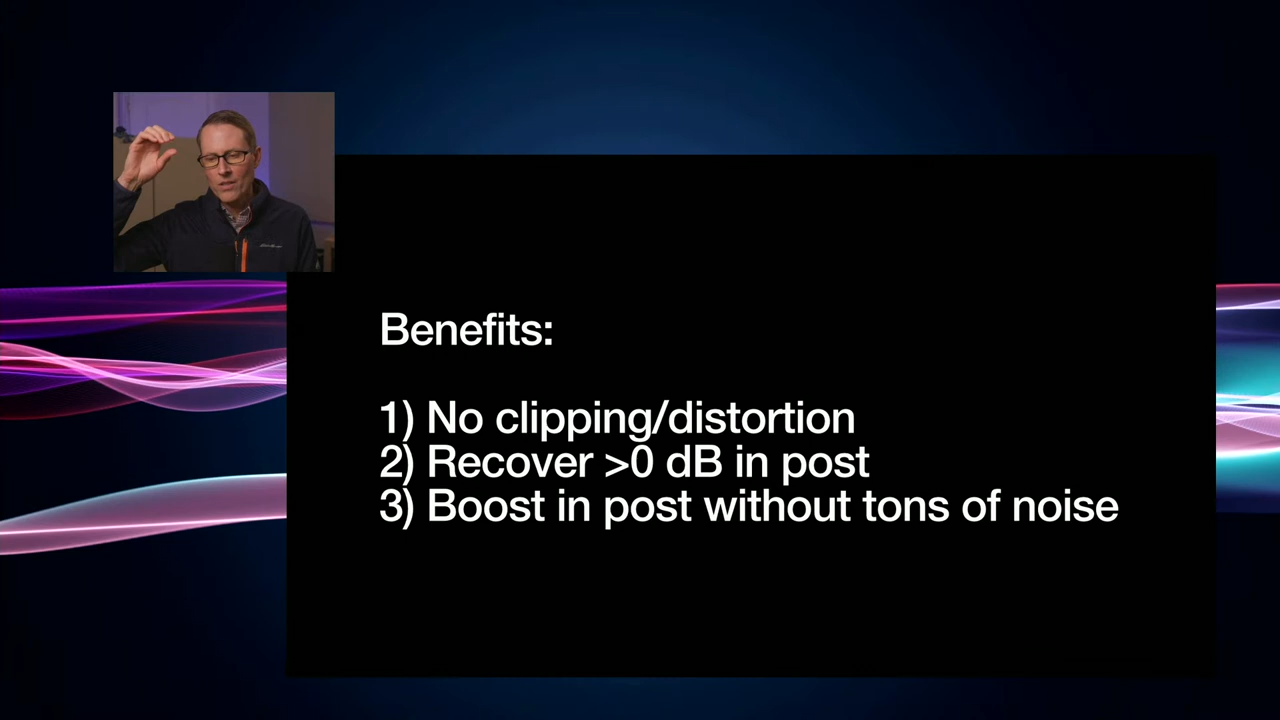 Benefits:
1) No clipping/distortion
2) Recover >0 dB in post
3) Boost in post without tons of noise